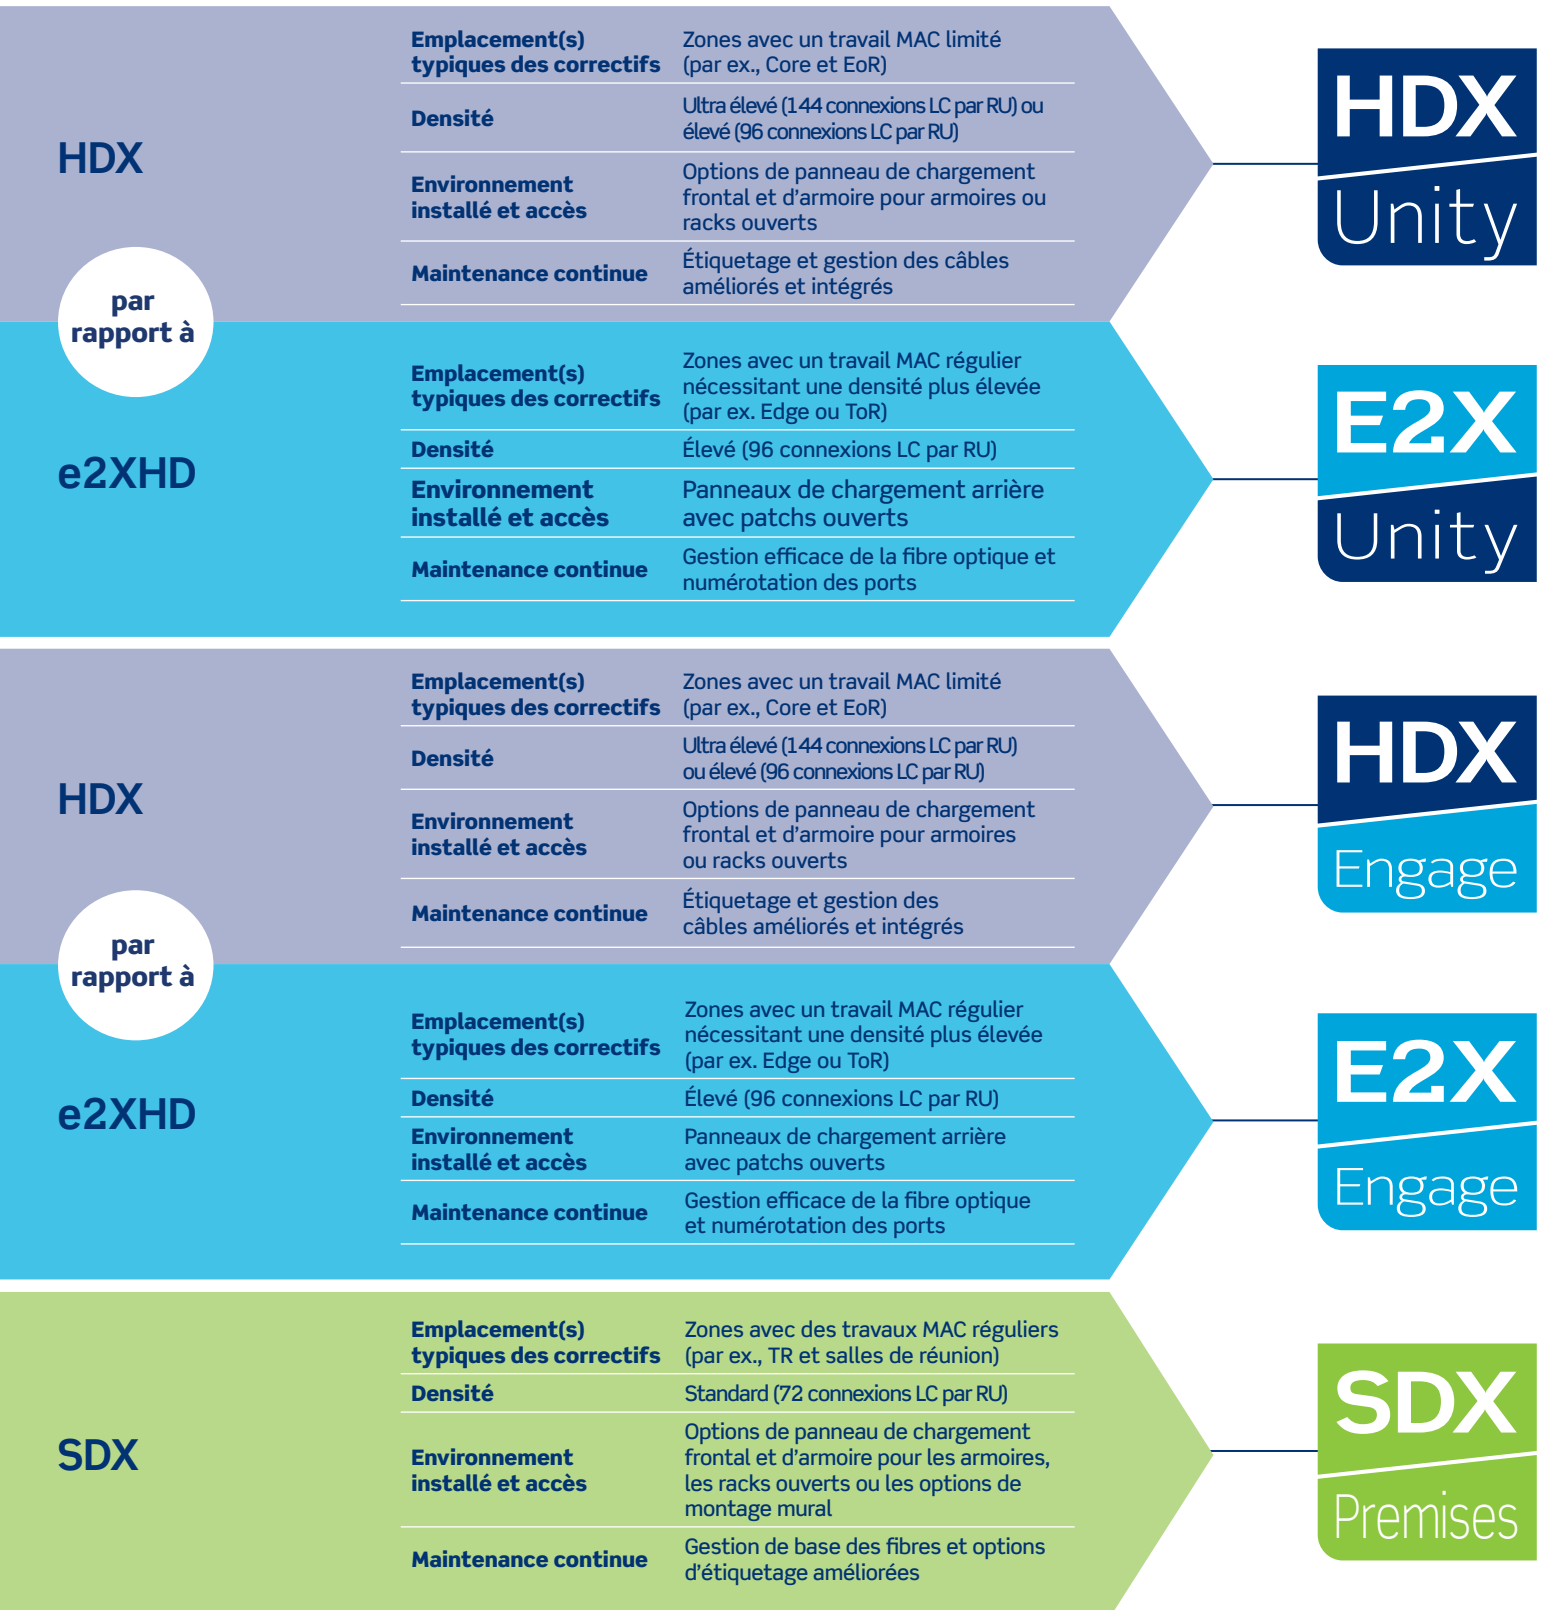 HDX
Emplacement(s)
typiques des correctifs
Zones avec un travail MAC limité
(par ex., Core et EoR)
Densité
Ultra élevé (144 connexions LC par RU) ou
élevé (96 connexions LC par RU)
Environnement
installé et accès
Options de panneau de chargement
frontal et d’armoire pour armoires ou
racks ouverts
Maintenance continue
Étiquetage et gestion des câbles
améliorés et intégrés
HDX
Unity
par
rapport à
e2XHD
Emplacement(s)
typiques des correctifs
Zones avec un travail MAC régulier
nécessitant une densité plus élevée
(par ex. Edge ou ToR)
Densité
Élevé (96 connexions LC par RU)
Environnement
installé et accès
Panneaux de chargement arrière
avec patchs ouverts
Maintenance continue
Gestion efficace de la fibre optique et
numérotation des ports
E2X
Unity
HDX
Emplacement(s)
typiques des correctifs
Zones avec un travail MAC limité
(par ex., Core et EoR)
Densité
Ultra élevé (144 connexions LC par RU)
ou élevé (96 connexions LC par RU)
Environnement
installé et accès
Options de panneau de chargement
frontal et d’armoire pour armoires
ou racks ouverts
Maintenance continue
Étiquetage et gestion des
câbles améliorés et intégrés
HDX
Engage
par
rapport à
e2XHD
Emplacement(s)
typiques des correctifs
Zones avec un travail MAC régulier
nécessitant une densité plus élevée
(par ex. Edge ou ToR)
Densité
Élevé (96 connexions LC par RU)
Environnement
installé et accès
Panneaux de chargement arrière
avec patchs ouverts
Maintenance continue
Gestion efficace de la fibre optique
et numérotation des ports
E2X
Engage
SDX
Emplacement(s)
typiques des correctifs
Zones avec des travaux MAC réguliers
(par ex., TR et salles de réunion)
Densité
Standard (72 connexions LC par RU)
Environnement
installé et accès
Options de panneau de chargement
frontal et d’armoire pour les armoires,
les racks ouverts ou les options de
montage mural
Maintenance continue
Gestion de base des fibres et options
d’étiquetage améliorées
SDX
Premises